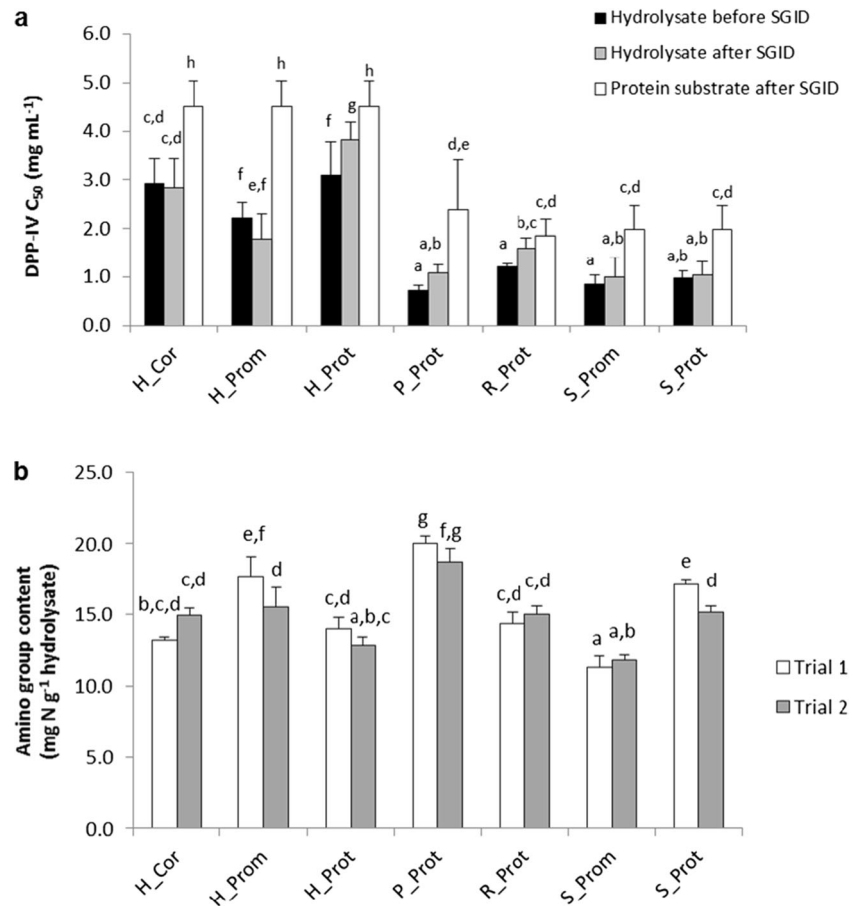 a
Hydrolysate before SGID
Hydrolysate after SGID
Protein substrate after SGID
DPP-IV C₅₀ (mg mL⁻¹)
6.0
5.0
4.0
3.0
2.0
1.0
0.0
c,d
c,d
h
f
e,f
h
f
g
h
a
a,b
d,e
a
b,c
c,d
a
a,b
c,d
a,b
a,b
c,d
H_Cor
H_Prom
H_Prot
P_Prot
R_Prot
S_Prom
S_Prot
b
Amino group content
(mg N g⁻¹ hydrolysate)
25.0
20.0
15.0
10.0
5.0
0.0
b,c,d
c,d
e,f
d
c,d
a,b,c
g
f,g
c,d
c,d
a
a,b
e
d
Trial 1
Trial 2
H_Cor
H_Prom
H_Prot
P_Prot
R_Prot
S_Prom
S_Prot